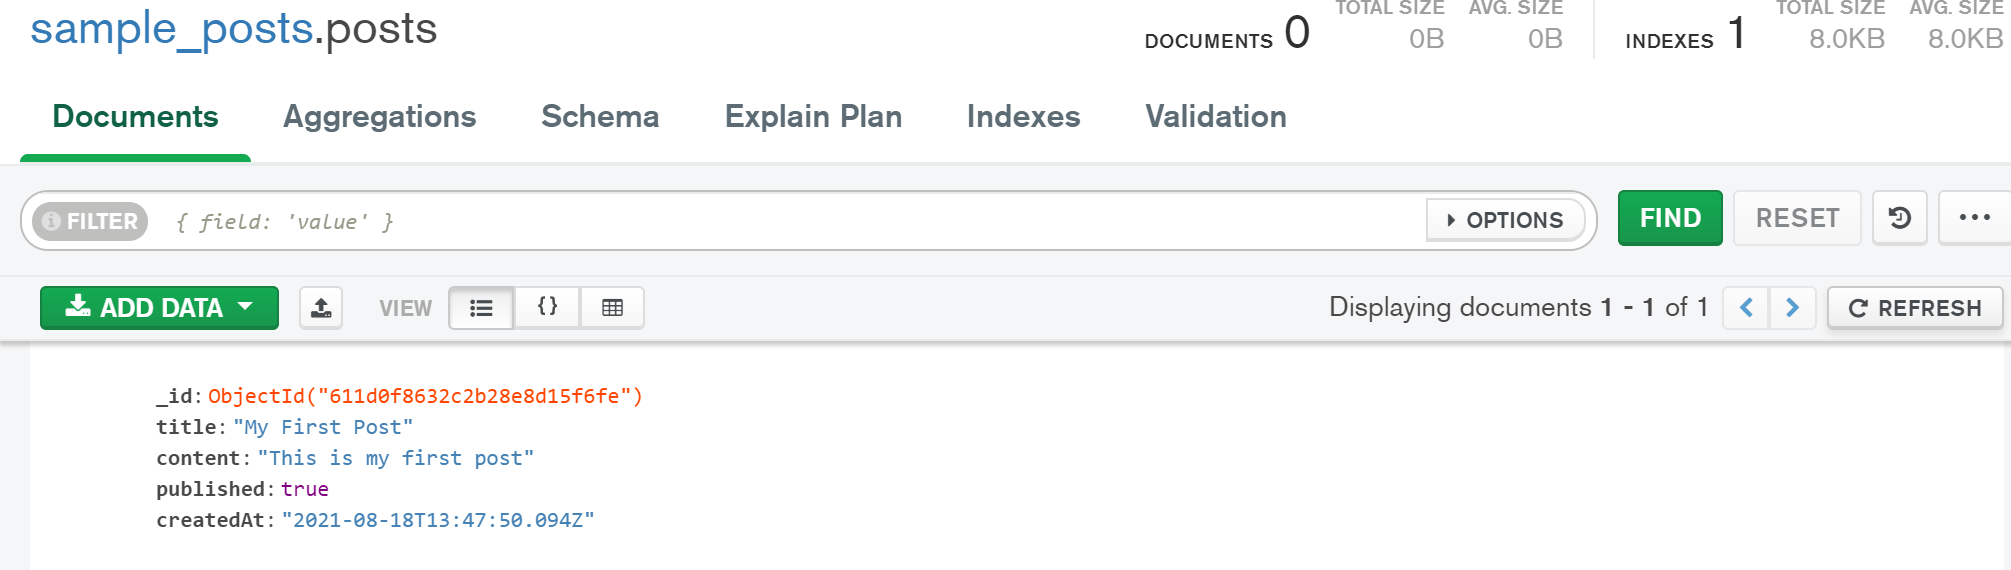 sample_posts.posts
DOCUMENTS 0 TOTAL SIZE 0B AVG. SIZE 0B INDEXES 1 TOTAL SIZE 8.0KB AVG. SIZE 8.0KB
Documents Aggregations Schema Explain Plan Indexes Validation
FILTER { field: 'value' } OPTIONS FIND RESET
ADD DATA VIEW {} Displaying documents 1 - 1 of 1 REFRESH
_id: ObjectId("611d0f8632c2b28e8d15f6fe")
title: "My First Post"
content: "This is my first post"
published: true
createdAt: "2021-08-18T13:47:50.094Z"